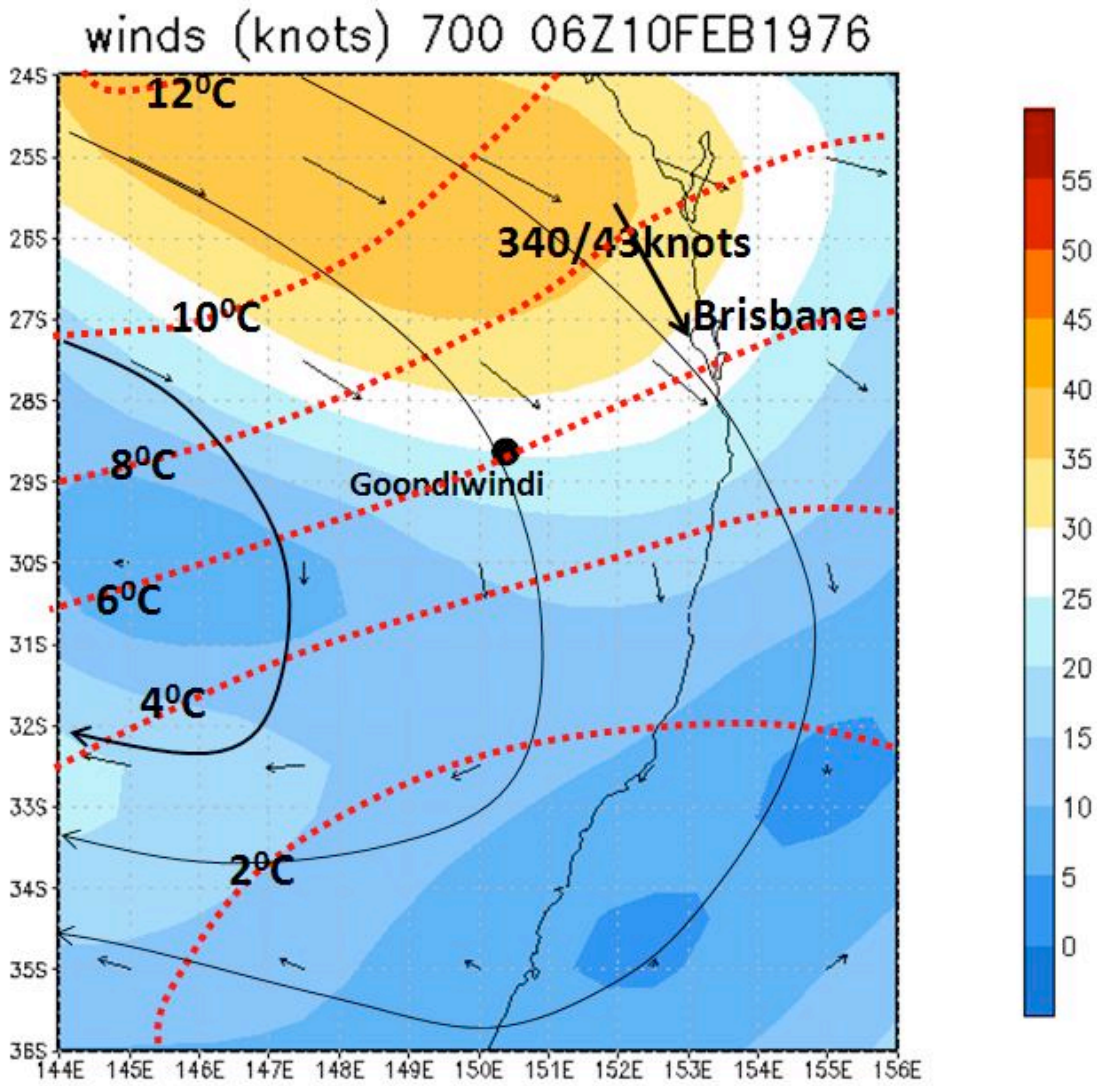 winds (knots) 700 06Z10FEB1976
24S
12⁰C
25S
26S
340/43knots
27S
10⁰C
Brisbane
28S
8⁰C
29S
Goondiwindi
30S
6⁰C
31S
4⁰C
32S
33S
2⁰C
34S
35S
36S
144E 145E 146E 147E 148E 149E 150E 151E 152E 153E 154E 155E 156E
55
50
45
40
35
30
25
20
15
10
5
0